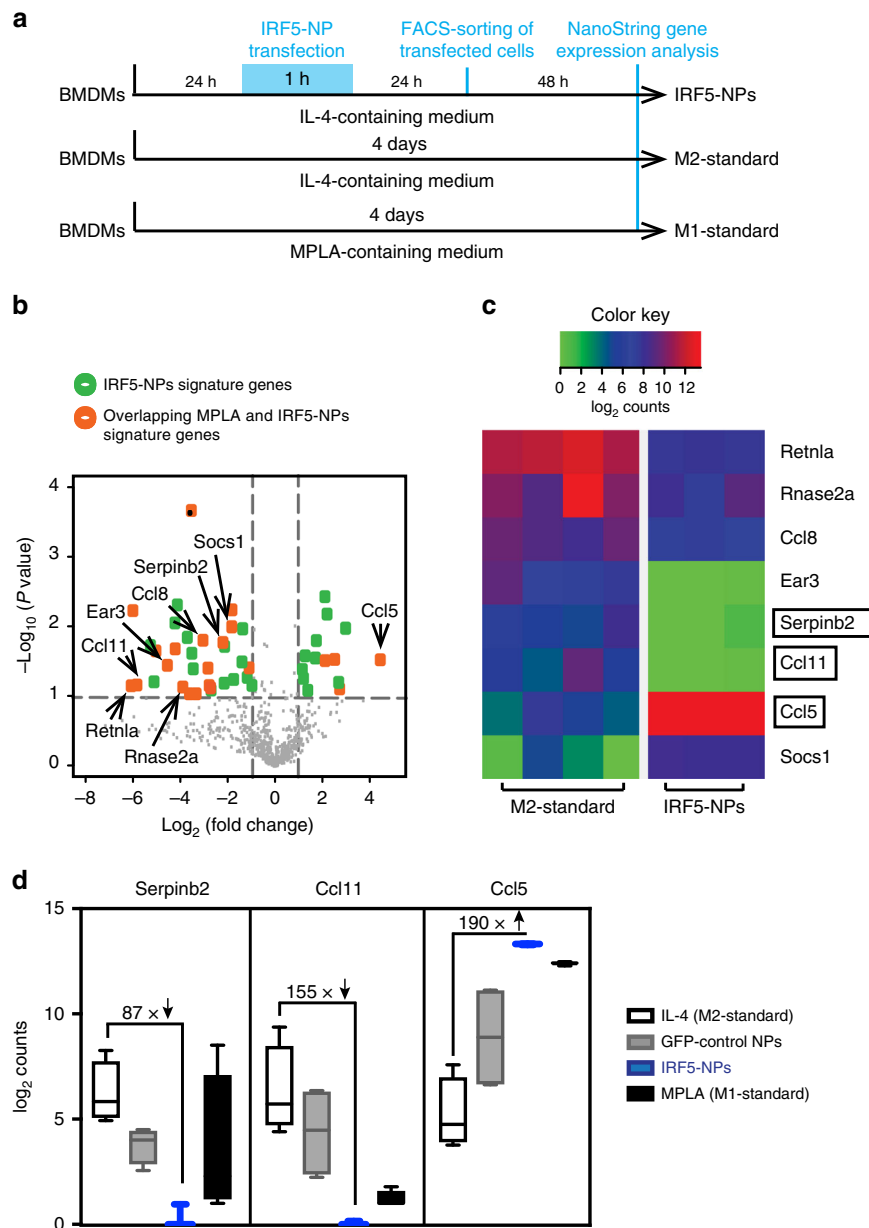 a
IRF5-NP
transfection
FACS-sorting of
transfected cells
NanoString gene
expression analysis
24 h
1 h
24 h
48 h
BMDMs
IRF5-NPs
IL-4-containing medium
4 days
BMDMs
M2-standard
IL-4-containing medium
4 days
BMDMs
M1-standard
MPLA-containing medium
b
IRF5-NPs signature genes
Overlapping MPLA and IRF5-NPs
signature genes
4
3
2
1
0
–Log10 (P value)
Socs1
Serpinb2
Ccl8
Ear3
Ccl11
Ccl5
Retnla
Rnase2a
–8 –6 –4 –2 0 2 4
Log2 (fold change)
c
Color key
0 2 4 6 8 10 12
log2 counts
Retnla
Rnase2a
Ccl8
Ear3
Serpinb2
Ccl11
Ccl5
Socs1
M2-standard
IRF5-NPs
d
Serpinb2
Ccl11
Ccl5
15
10
5
0
log2 counts
87 ×
155 ×
190 ×
IL-4 (M2-standard)
GFP-control NPs
IRF5-NPs
MPLA (M1-standard)